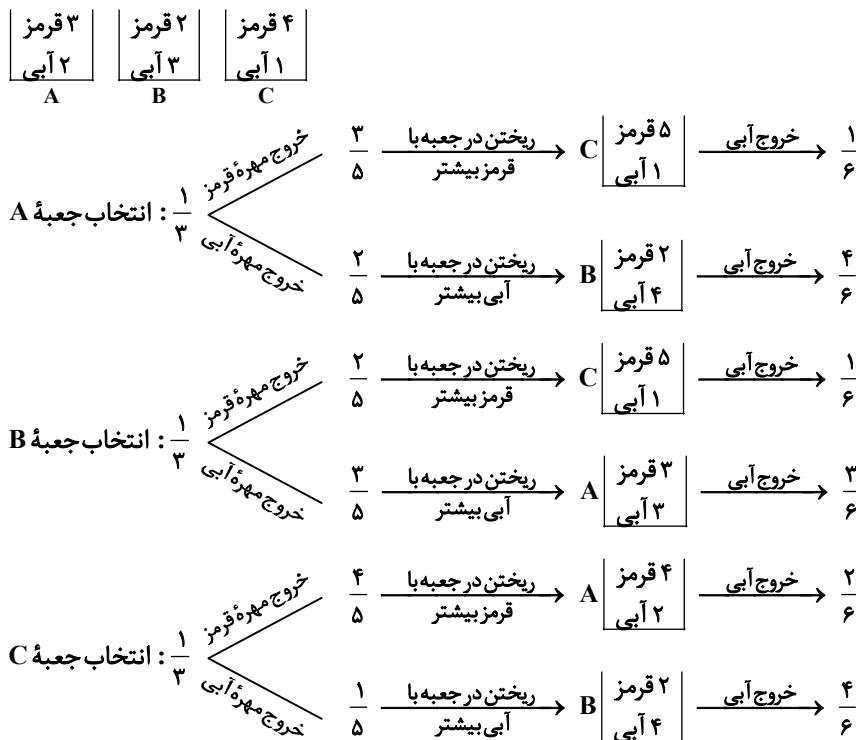 ۳ قرمز ۲ قرمز ۴ قرمز
۲ آبی ۳ آبی ۱ آبی
A B C
انتخاب جعبهٔ A : ۱/۳
خروج مهرهٔ قرمز ۳/۵ ریختن در جعبه با قرمز بیشتر C ۵ قرمز ۱ آبی خروج آبی ۱/۶
خروج مهرهٔ آبی ۲/۵ ریختن در جعبه با آبی بیشتر B ۲ قرمز ۴ آبی خروج آبی ۴/۶
انتخاب جعبهٔ B : ۱/۳
خروج مهرهٔ قرمز ۲/۵ ریختن در جعبه با قرمز بیشتر C ۵ قرمز ۱ آبی خروج آبی ۱/۶
خروج مهرهٔ آبی ۳/۵ ریختن در جعبه با آبی بیشتر A ۳ قرمز ۳ آبی خروج آبی ۳/۶
انتخاب جعبهٔ C : ۱/۳
خروج مهرهٔ قرمز ۴/۵ ریختن در جعبه با قرمز بیشتر A ۴ قرمز ۲ آبی خروج آبی ۲/۶
خروج مهرهٔ آبی ۱/۵ ریختن در جعبه با آبی بیشتر B ۲ قرمز ۴ آبی خروج آبی ۴/۶